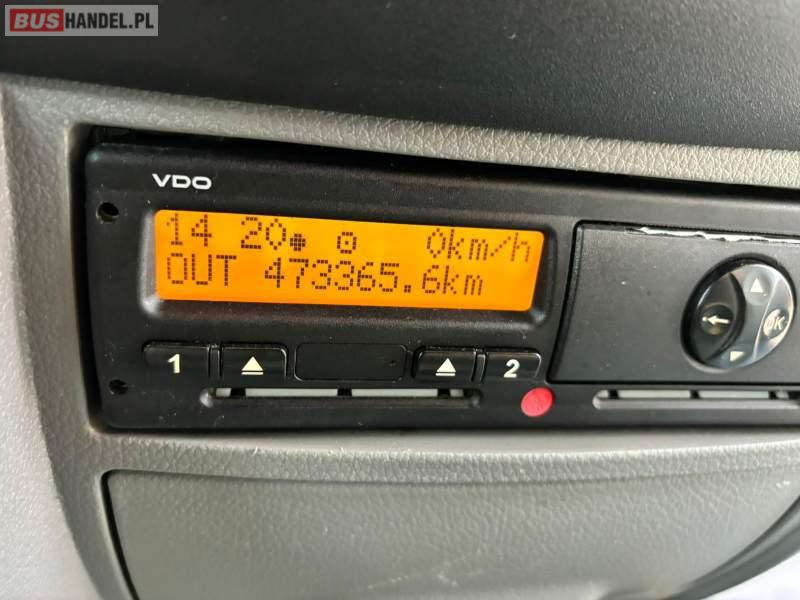 BUSHANDEL.PL
VDO
14 20 0km/h
OUT 473365.6km
1 2
OK